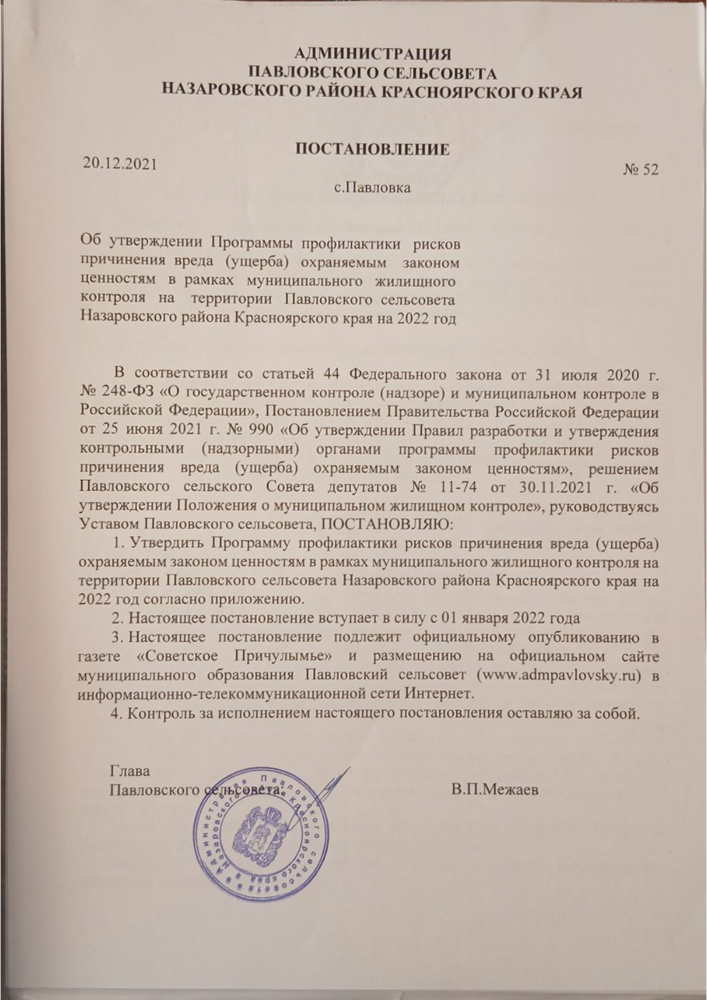 АДМИНИСТРАЦИЯ
ПАВЛОВСКОГО СЕЛЬСОВЕТА
НАЗАРОВСКОГО РАЙОНА КРАСНОЯРСКОГО КРАЯ
ПОСТАНОВЛЕНИЕ
20.12.2021
№ 52
с.Павловка
Об утверждении Программы профилактики рисков
причинения вреда (ущерба) охраняемым законом
ценностям в рамках муниципального жилищного
контроля на территории Павловского сельсовета
Назаровского района Красноярского края на 2022 год
В соответствии со статьей 44 Федерального закона от 31 июля 2020 г.
№ 248-ФЗ «О государственном контроле (надзоре) и муниципальном контроле в
Российской Федерации», Постановлением Правительства Российской Федерации
от 25 июня 2021 г. № 990 «Об утверждении Правил разработки и утверждения
контрольными (надзорными) органами программы профилактики рисков
причинения вреда (ущерба) охраняемым законом ценностям», решением
Павловского сельского Совета депутатов № 11-74 от 30.11.2021 г. «Об
утверждении Положения о муниципальном жилищном контроле», руководствуясь
Уставом Павловского сельсовета, ПОСТАНОВЛЯЮ:
1. Утвердить Программу профилактики рисков причинения вреда (ущерба)
охраняемым законом ценностям в рамках муниципального жилищного контроля на
территории Павловского сельсовета Назаровского района Красноярского края на
2022 год согласно приложению.
2. Настоящее постановление вступает в силу с 01 января 2022 года
3. Настоящее постановление подлежит официальному опубликованию в
газете «Советское Причулымье» и размещению на официальном сайте
муниципального образования Павловский сельсовет (www.admpavlovsky.ru) в
информационно-телекоммуникационной сети Интернет.
4. Контроль за исполнением настоящего постановления оставляю за собой.
Глава
Павловского сельсовета:
В.П.Межаев
Администрация Павловского сельсовета
Назаровского района Красноярского края